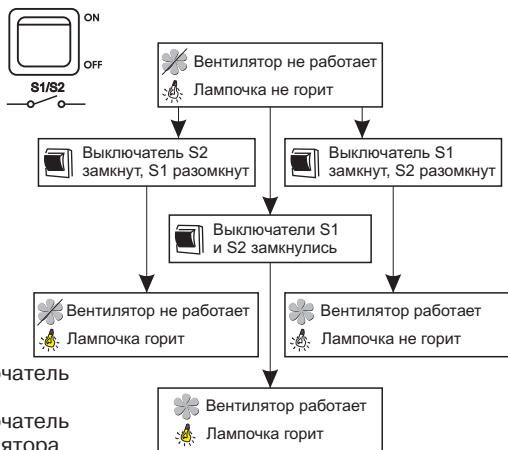 ON
OFF
S1/S2
Вентилятор не работает
Лампочка не горит
Выключатель S2
замкнут, S1 разомкнут
Выключатель S1
замкнут, S2 разомкнут
Выключатели S1
и S2 замкнулись
Вентилятор не работает
Лампочка горит
Вентилятор работает
Лампочка не горит
Вентилятор работает
Лампочка горит